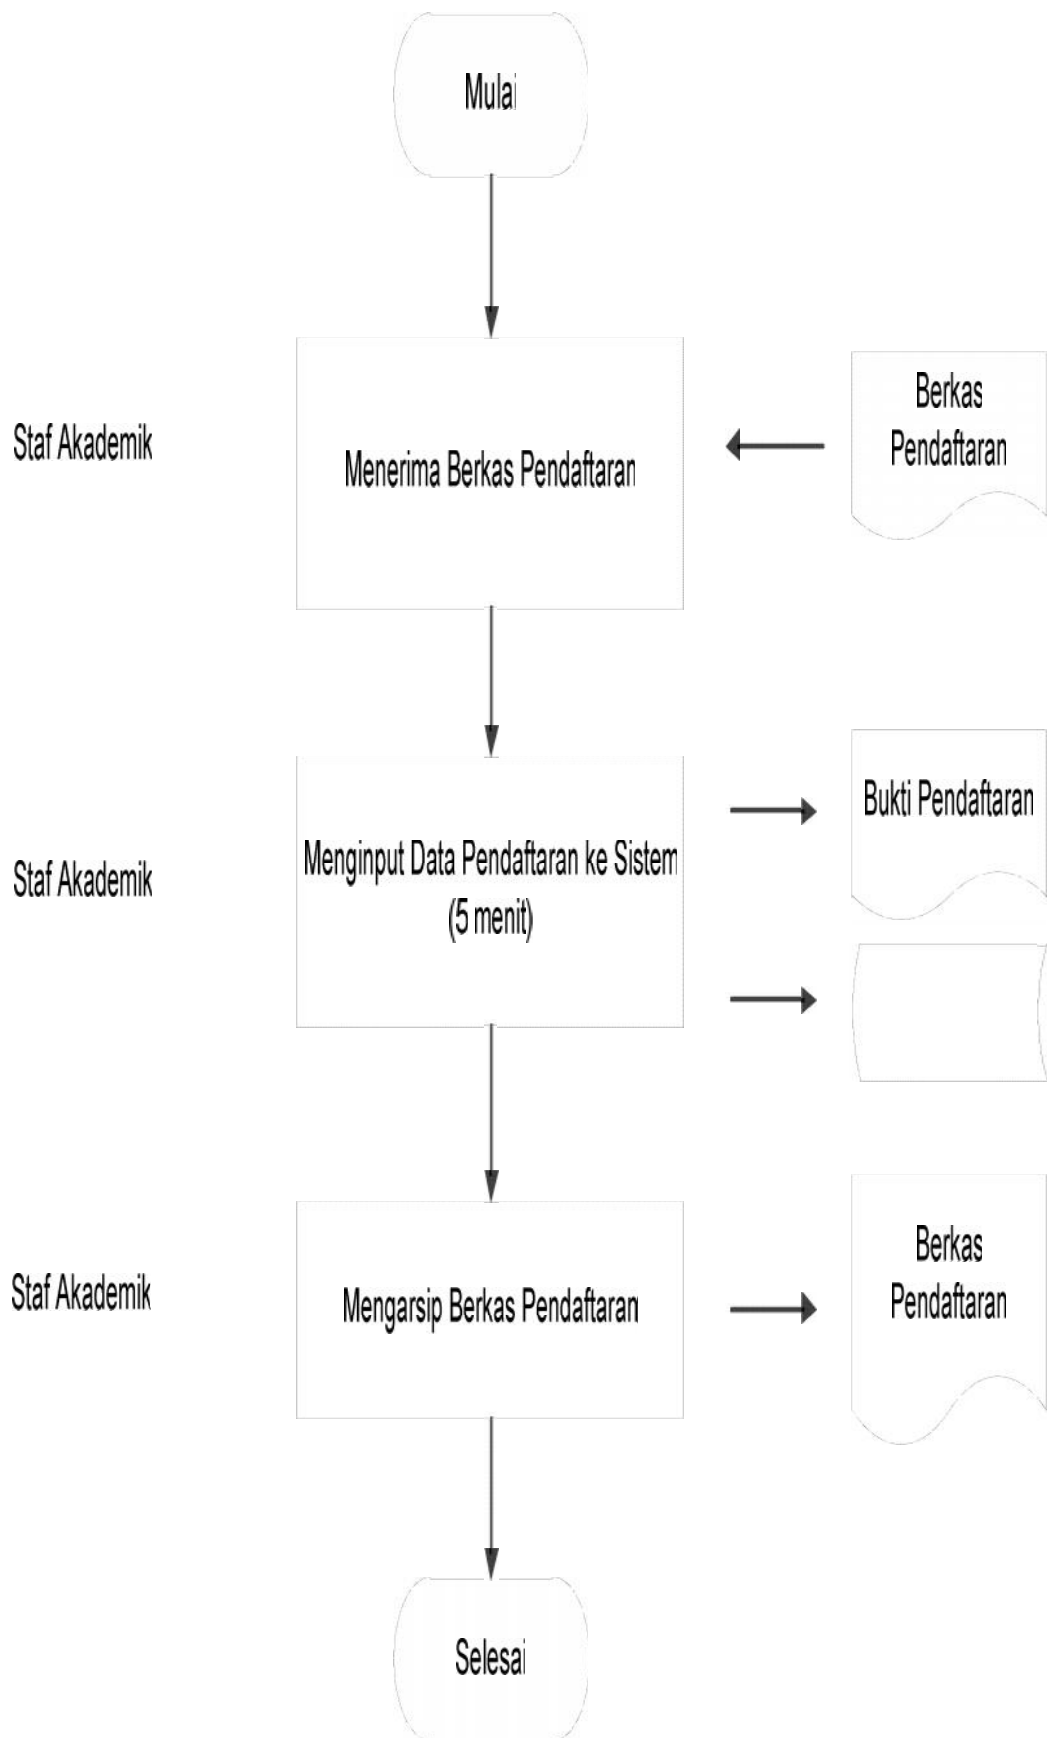 Mulai
Staf Akademik
Menerima Berkas Pendaftaran
Berkas
Pendaftaran
Staf Akademik
Menginput Data Pendaftaran ke Sistem
(5 menit)
Bukti Pendaftaran
Staf Akademik
Mengarsip Berkas Pendaftaran
Berkas
Pendaftaran
Selesai